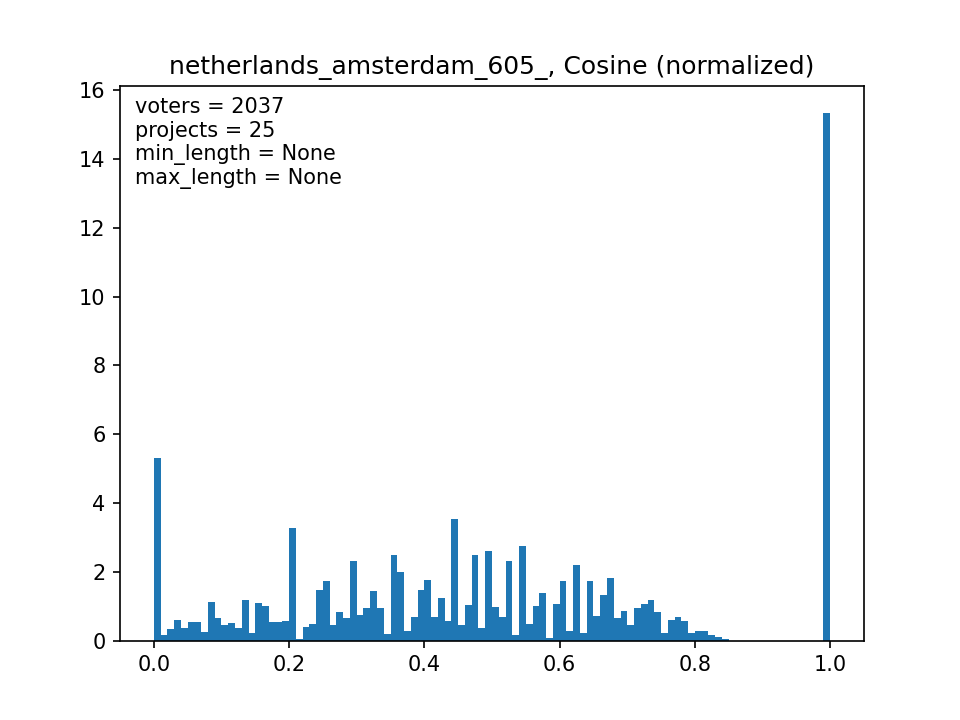 netherlands_amsterdam_605_, Cosine (normalized)
voters = 2037
projects = 25
min_length = None
max_length = None
16
14
12
10
8
6
4
2
0
0.0 0.2 0.4 0.6 0.8 1.0